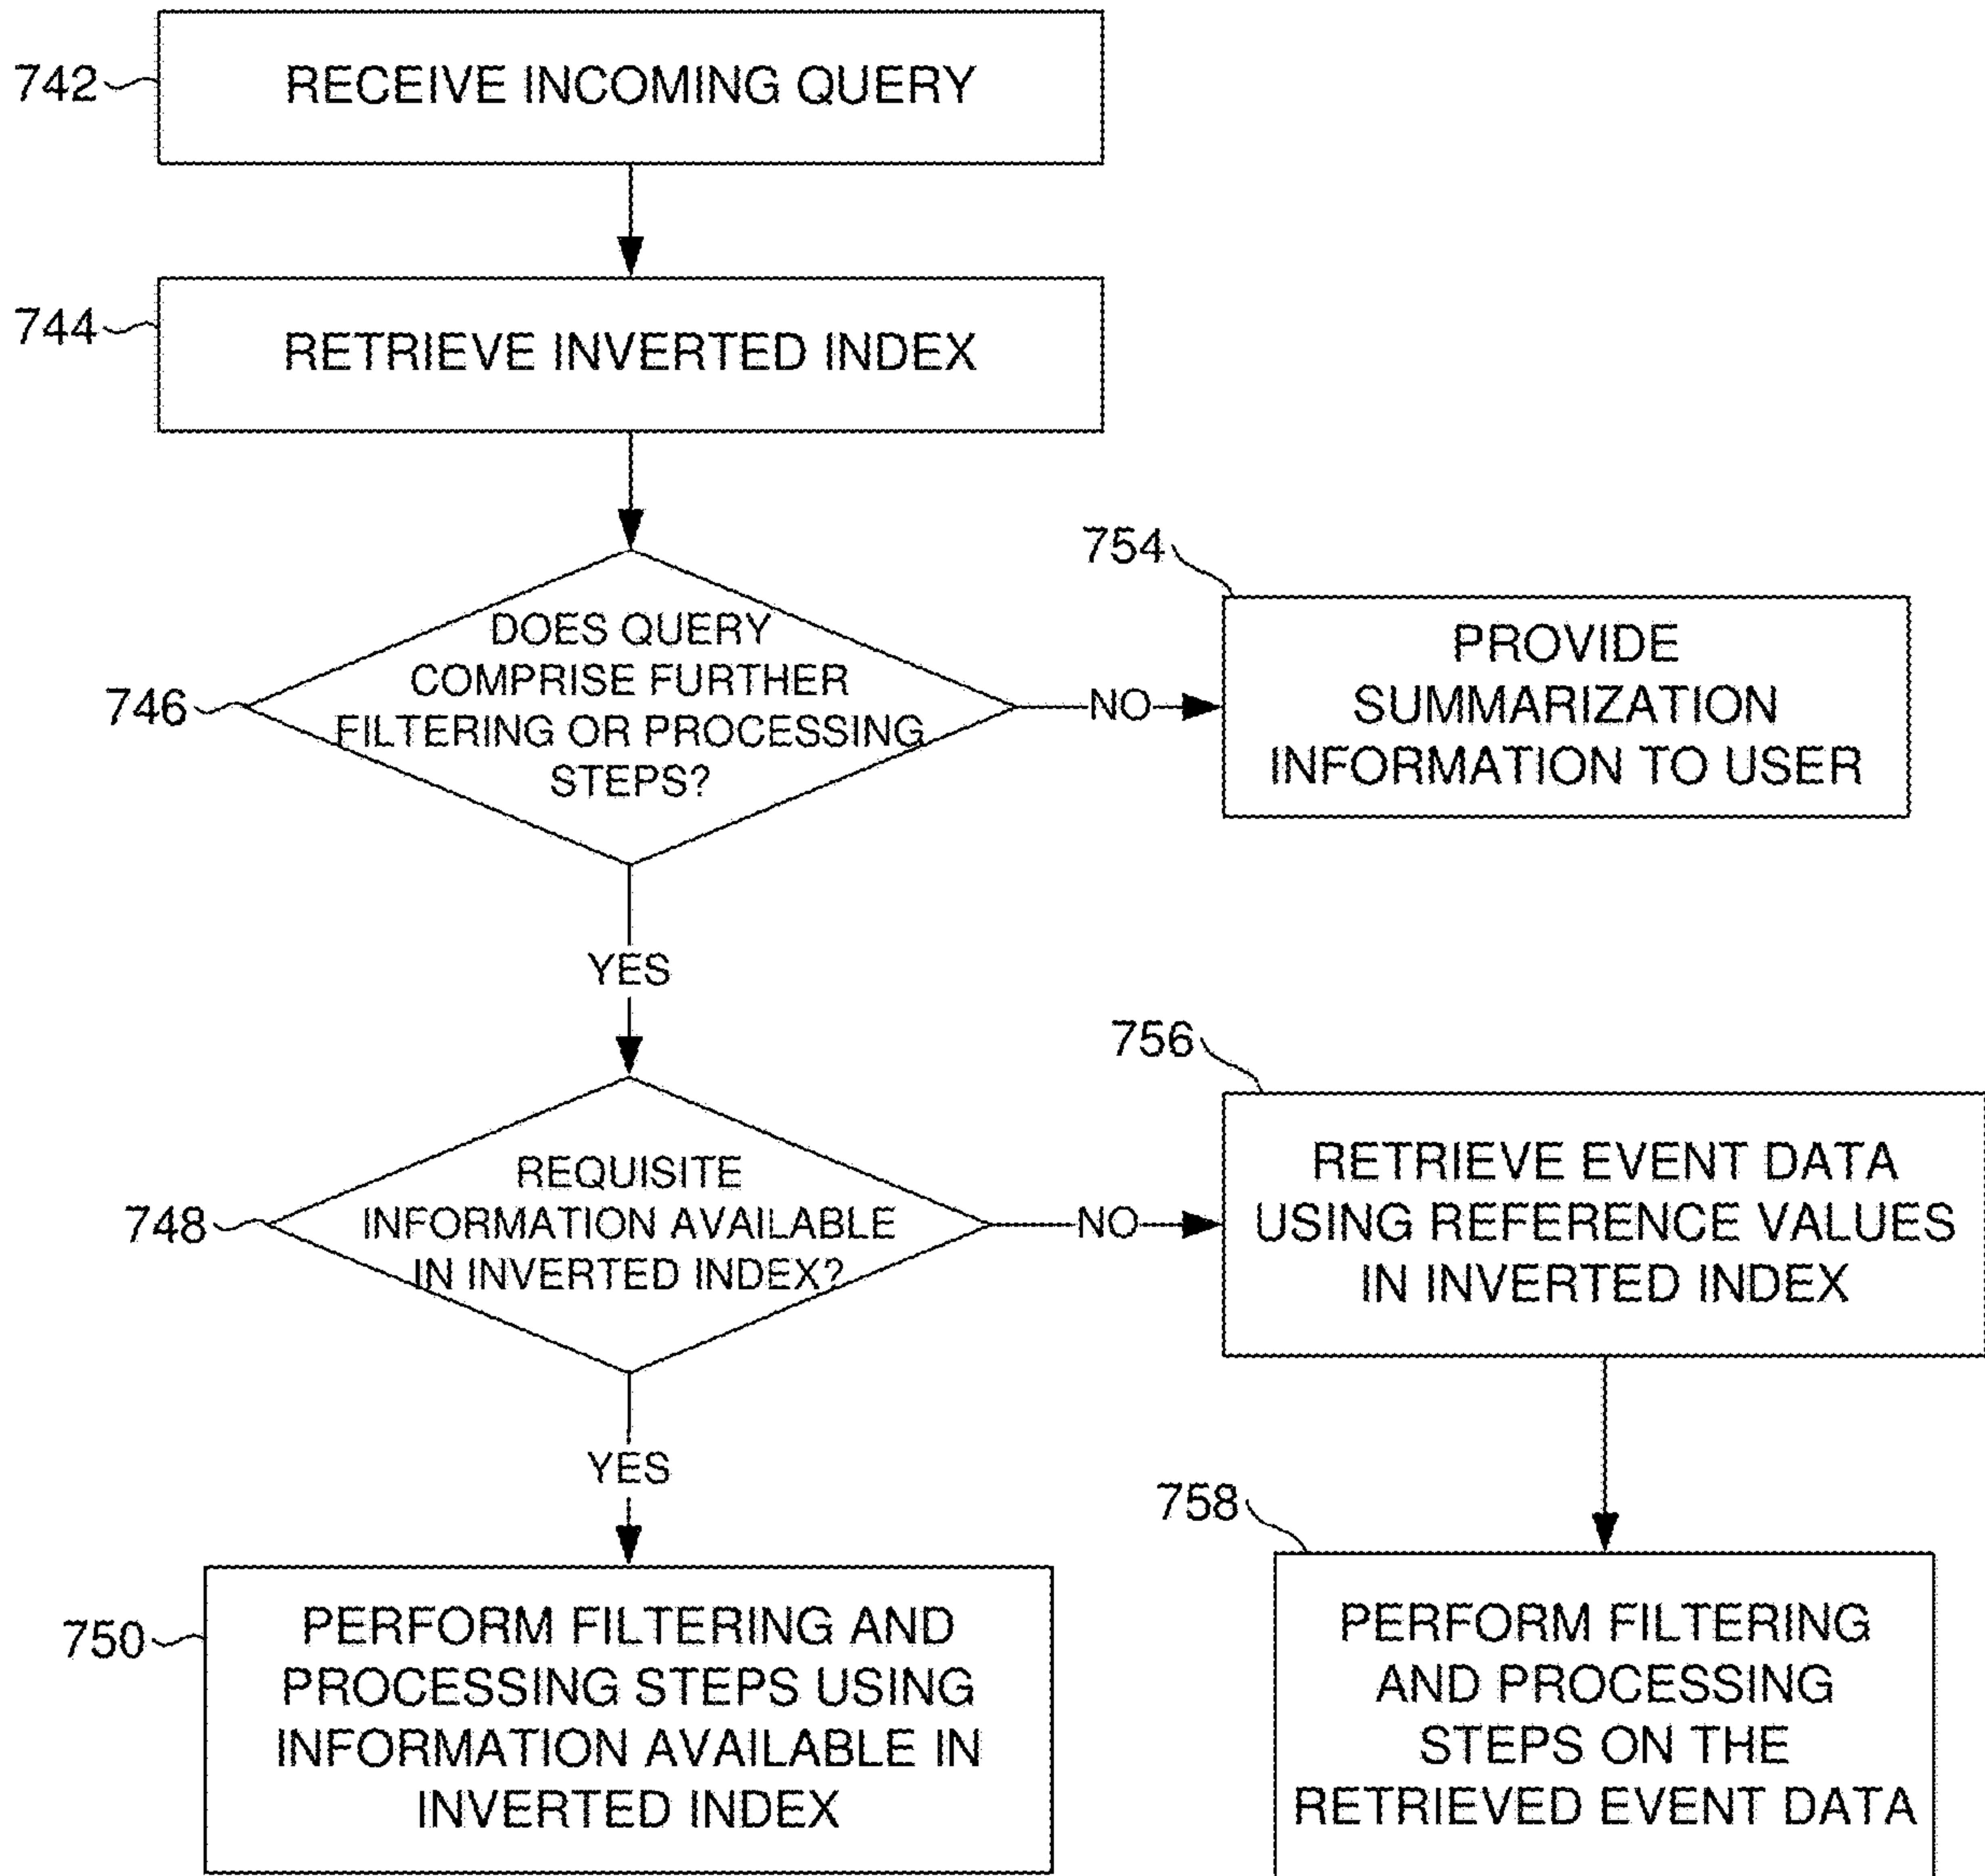 742
RECEIVE INCOMING QUERY
744
RETRIEVE INVERTED INDEX
746
DOES QUERY
COMPRISE FURTHER
FILTERING OR PROCESSING
STEPS?
NO
754
PROVIDE
SUMMARIZATION
INFORMATION TO USER
YES
748
REQUISITE
INFORMATION AVAILABLE
IN INVERTED INDEX?
NO
756
RETRIEVE EVENT DATA
USING REFERENCE VALUES
IN INVERTED INDEX
YES
750
PERFORM FILTERING AND
PROCESSING STEPS USING
INFORMATION AVAILABLE IN
INVERTED INDEX
758
PERFORM FILTERING
AND PROCESSING
STEPS ON THE
RETRIEVED EVENT DATA